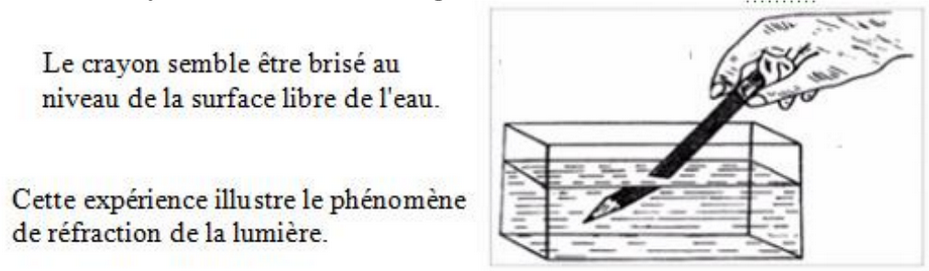 Le crayon semble être brisé au
niveau de la surface libre de l'eau.
Cette expérience illustre le phénomène
de réfraction de la lumière.